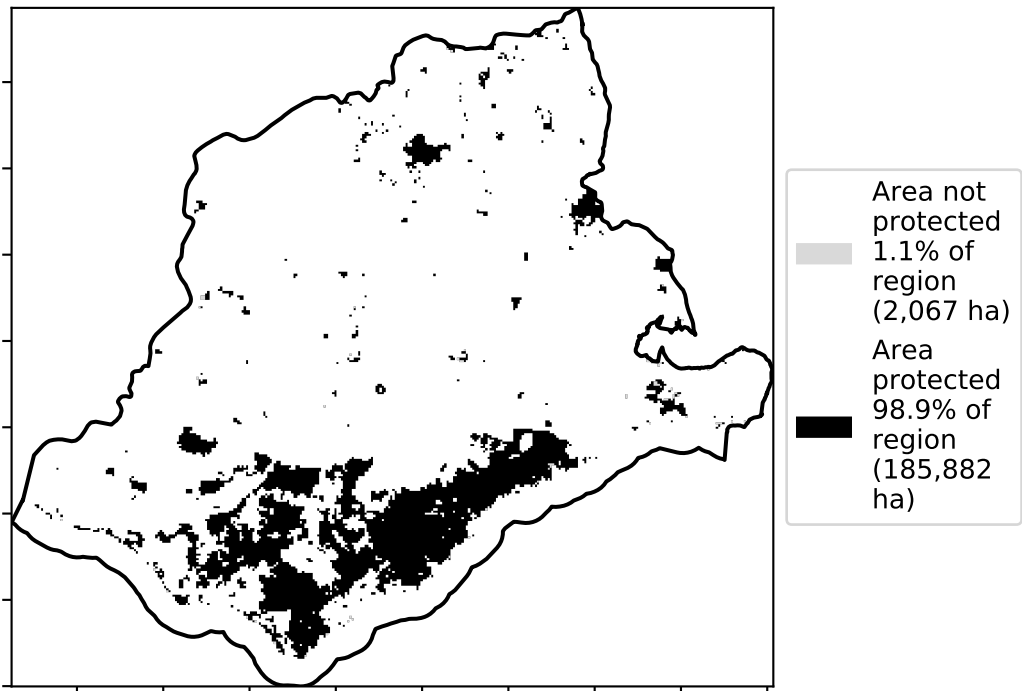 Area not
protected
1.1% of
region
(2,067 ha)
Area
protected
98.9% of
region
(185,882
ha)